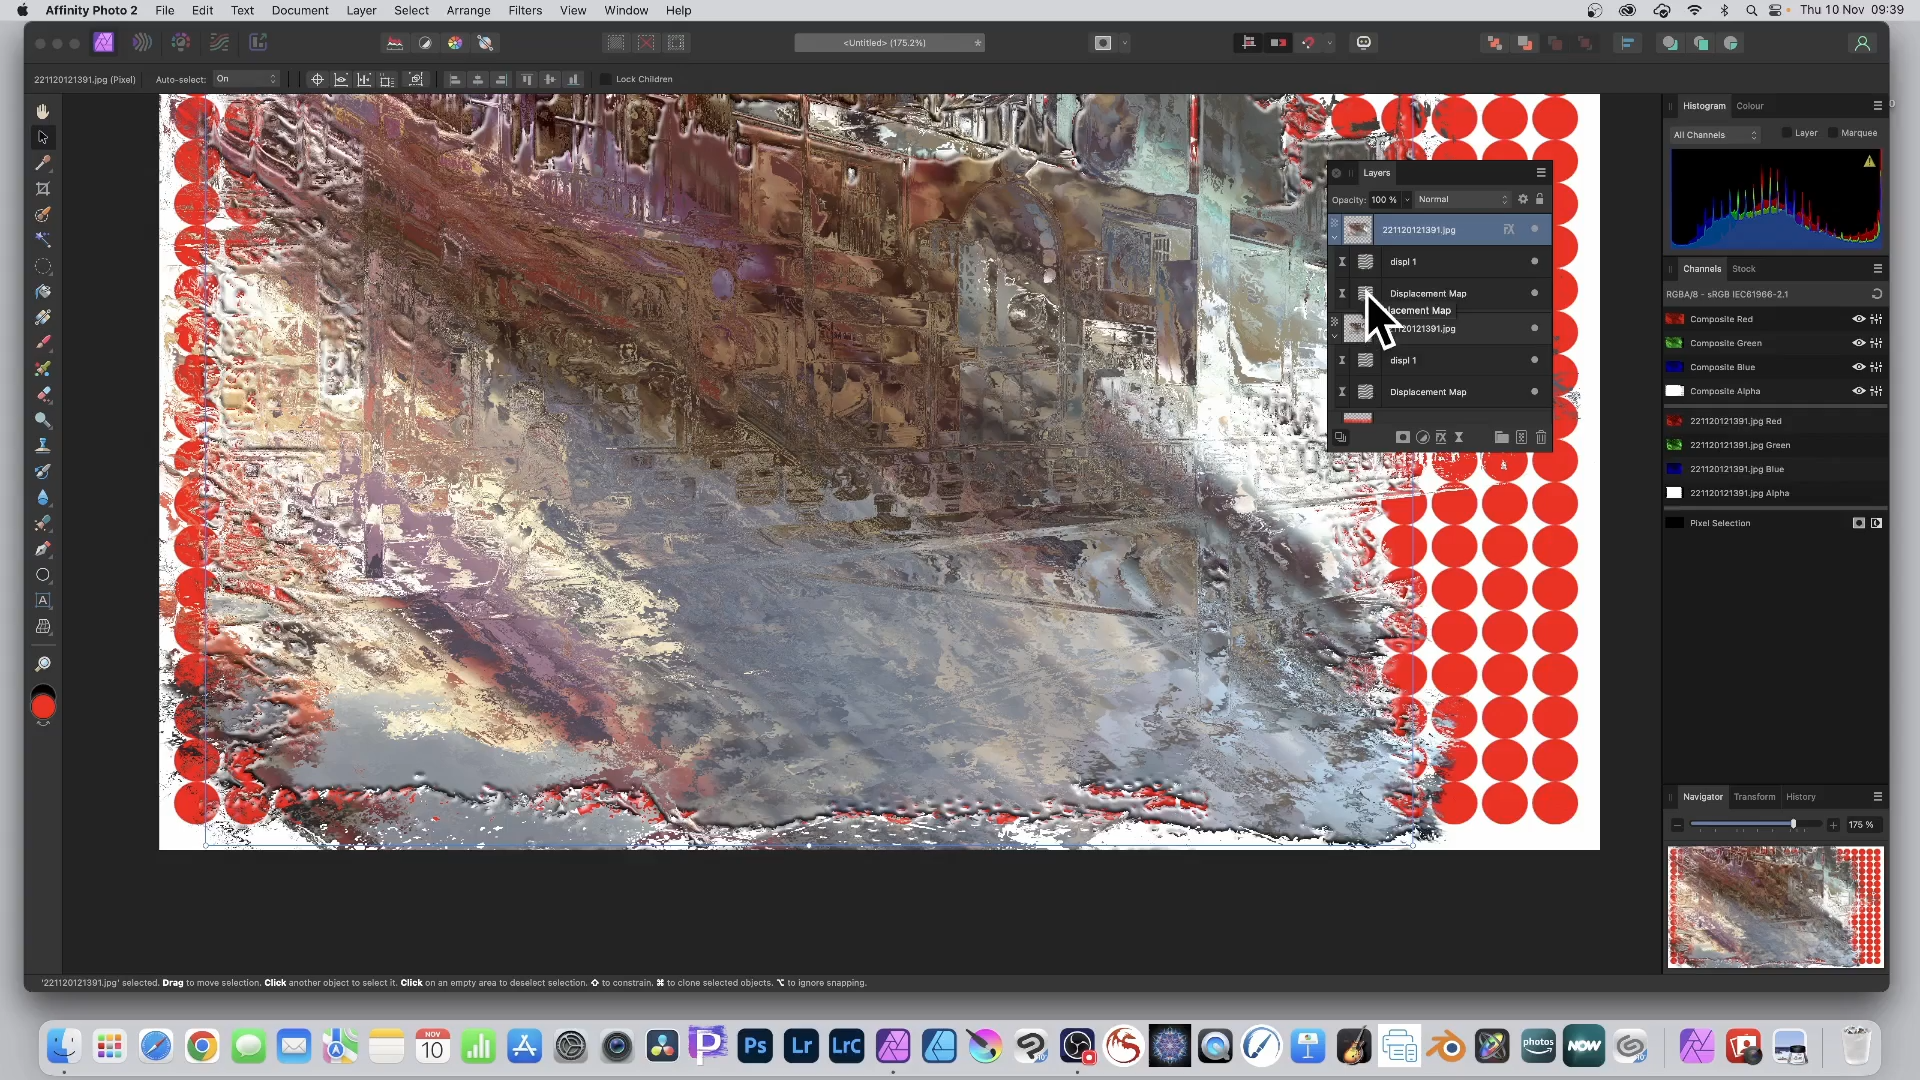 Affinity Photo 2 File Edit Text Document Layer Select Arrange Filters View Window Help Thu 10 Nov 09:39
<Untitled> (175.2%)
221120121391.jpg (Pixel) Auto-select: On Lock Children
Histogram Colour
All Channels Layer Marquee
Layers
Opacity: 100 % Normal
221120121391.jpg
displ 1
Displacement Map
lacement Map
20121391.jpg
displ 1
Displacement Map
Channels Stock
RGBA/8 - sRGB IEC61966-2.1
Composite Red
Composite Green
Composite Blue
Composite Alpha
221120121391.jpg Red
221120121391.jpg Green
221120121391.jpg Blue
221120121391.jpg Alpha
Pixel Selection
Navigator Transform History
175 %
'221120121391.jpg' selected. Drag to move selection. Click another object to select it. Click on an empty area to deselect selection. ⇧ to constrain. ⌘ to clone selected objects. ⌥ to ignore snapping.
NOV
10 Ps Lr LrC photos NOW